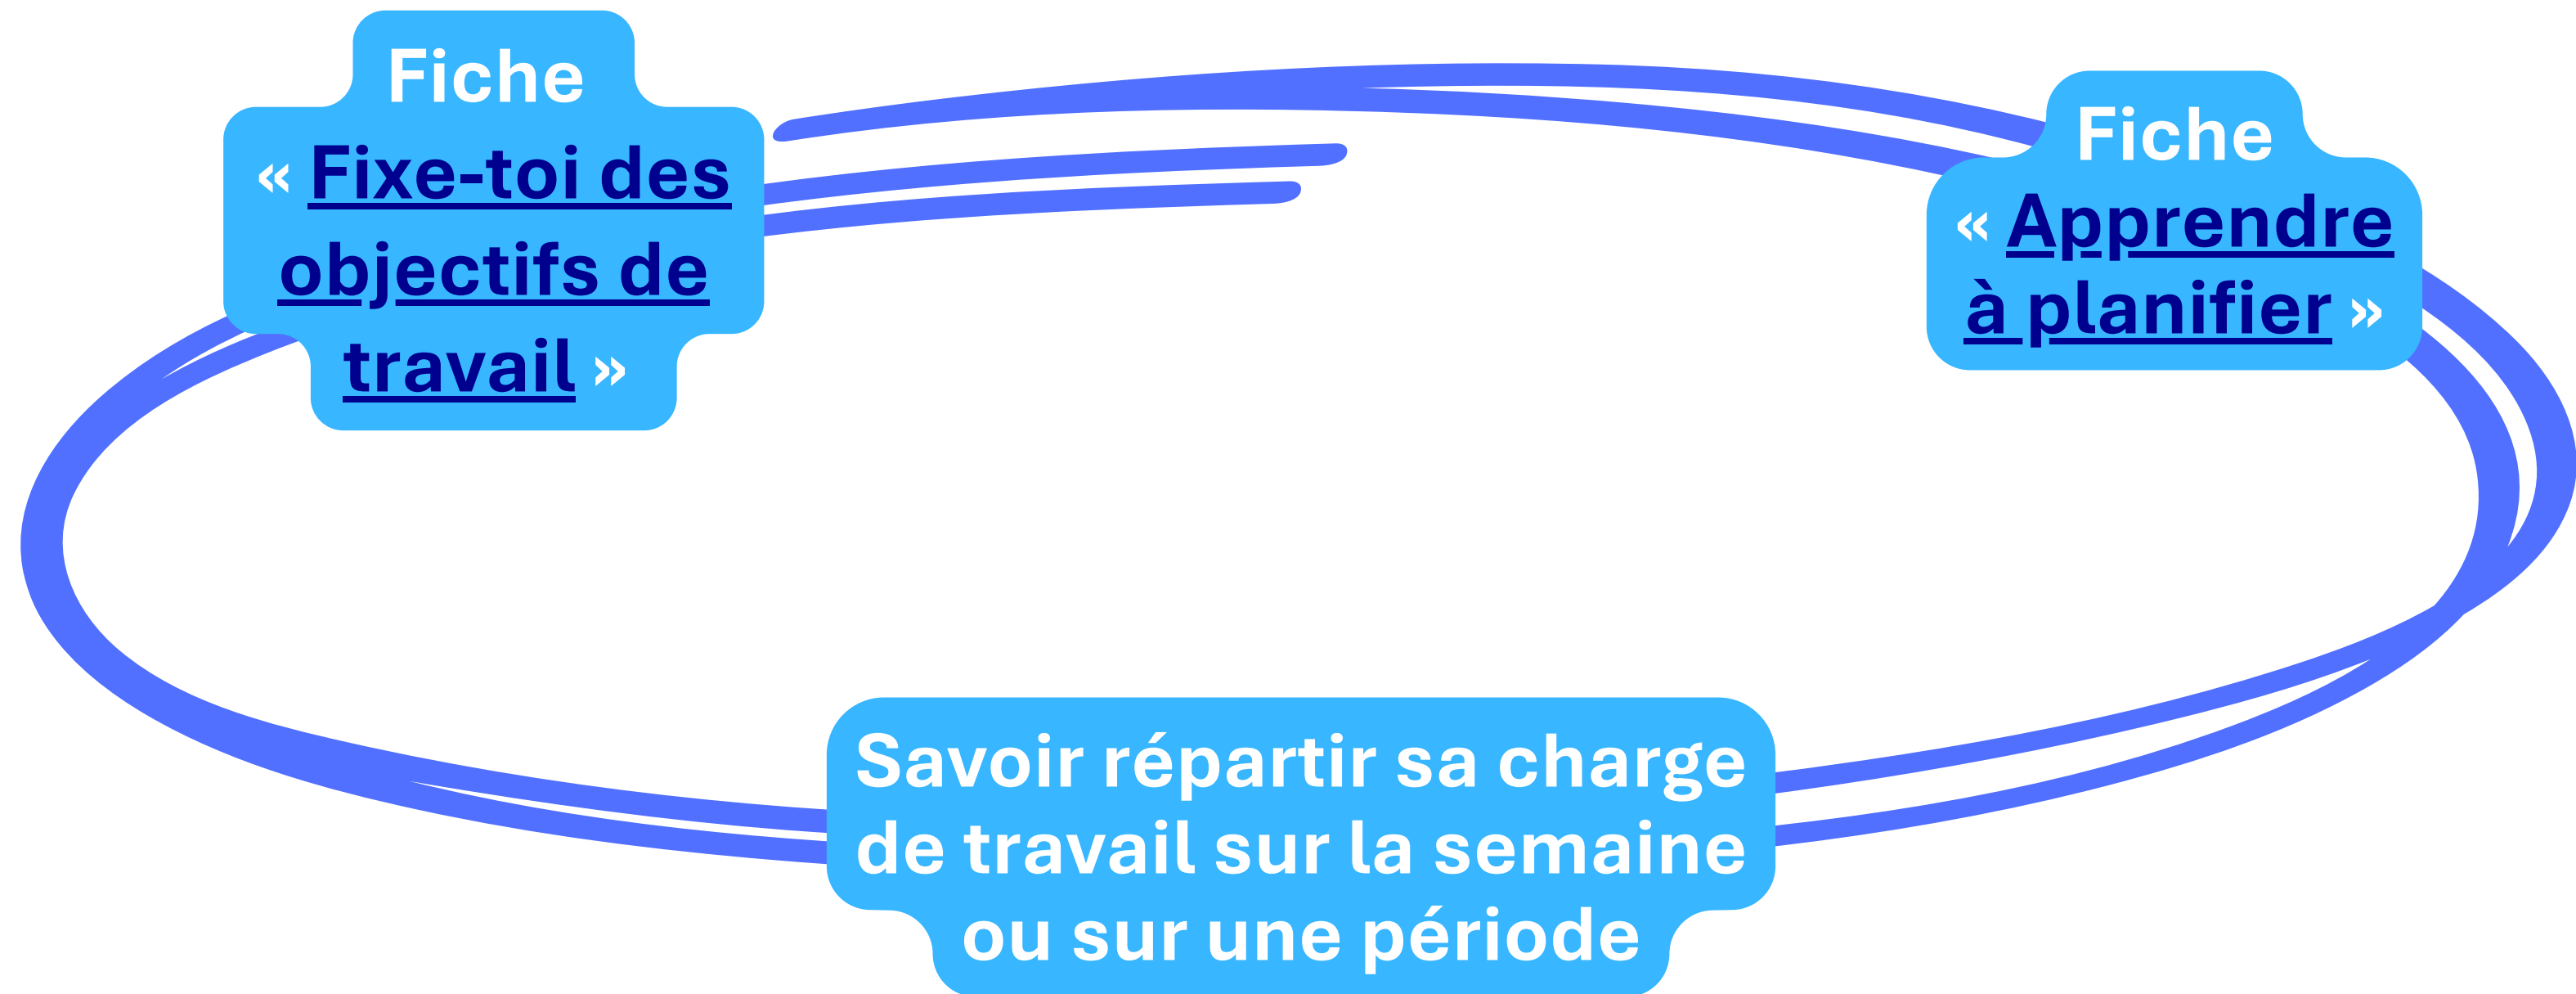 Fiche
« Fixe-toi des
objectifs de
travail »
Fiche
« Apprendre
à planifier »
Savoir répartir sa charge
de travail sur la semaine
ou sur une période